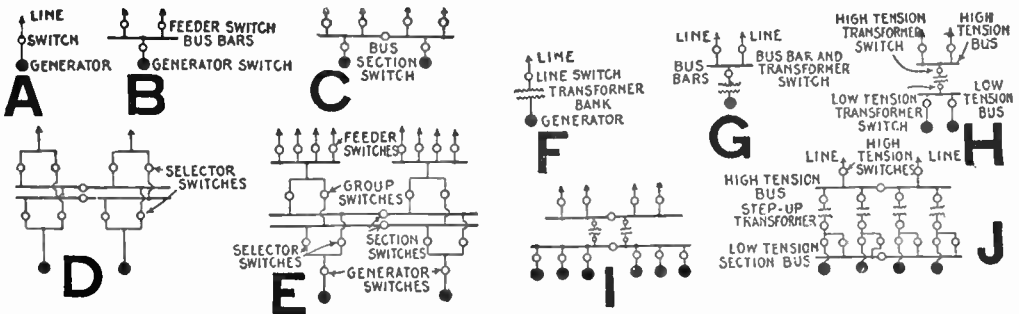 LINE
SWITCH
GENERATOR
A
FEEDER SWITCH
BUS BARS
GENERATOR SWITCH
B
BUS
SECTION
SWITCH
C
SELECTOR
SWITCHES
D
FEEDER
SWITCHES
GROUP
SWITCHES
SECTION
SWITCHES
SELECTOR
SWITCHES
GENERATOR
SWITCHES
E
LINE
LINE SWITCH
TRANSFORMER
BANK
GENERATOR
F
LINE LINE
BUS
BARS
BUS BAR AND
TRANSFORMER
SWITCH
G
HIGH TENSION
TRANSFORMER
SWITCH
HIGH
TENSION
BUS
LOW TENSION
TRANSFORMER
SWITCH
LOW
TENSION
BUS
H
I
LINE
HIGH
TENSION
SWITCHES
LINE
HIGH TENSION
BUS
STEP-UP
TRANSFORMER
LOW TENSION
SECTION BUS
J